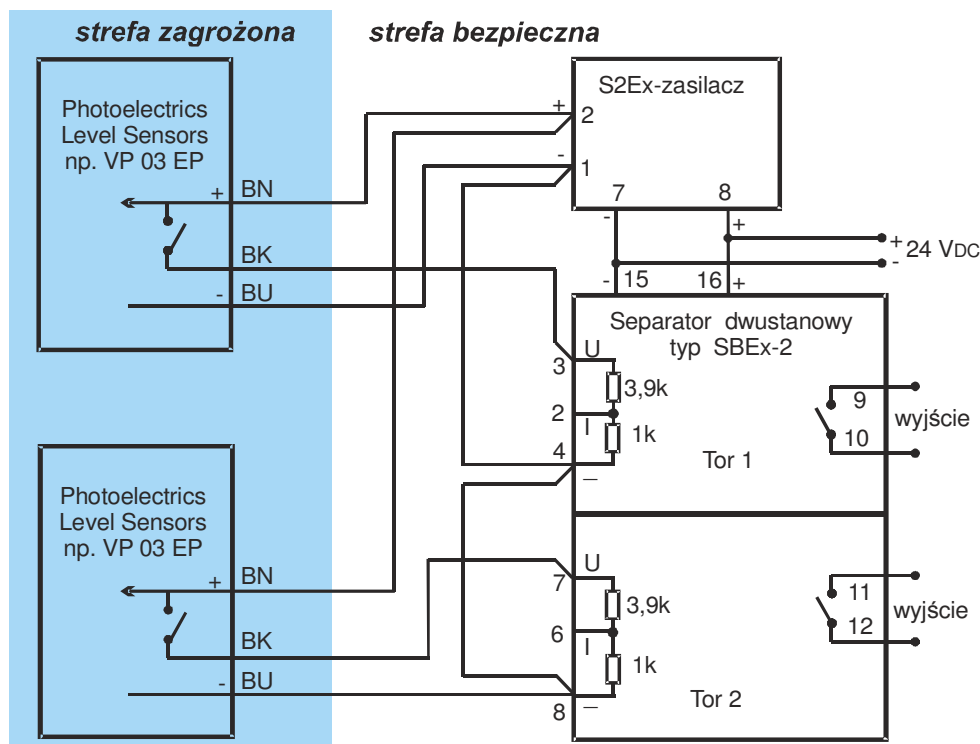 strefa zagrożona
strefa bezpieczna
Photoelectrics
Level Sensors
np. VP 03 EP
+
BN
BK
-
BU
S2Ex-zasilacz
+
2
-
1
7
8
-
+
+
-
24 VDC
-
15
16
+
Separator dwustanowy
typ SBEx-2
U
3
3,9k
2
I
1k
4
–
Tor 1
9
10
wyjście
Photoelectrics
Level Sensors
np. VP 03 EP
+
BN
BK
-
BU
U
7
3,9k
6
I
1k
8
–
Tor 2
11
12
wyjście